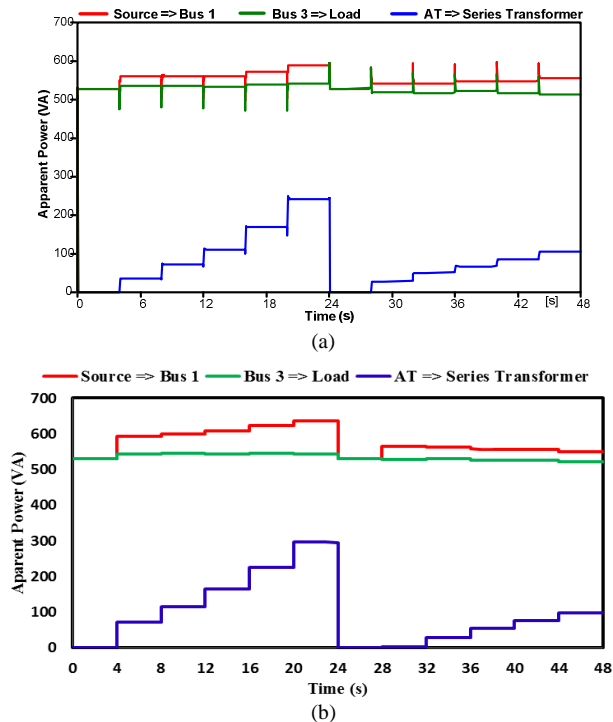 Source => Bus 1 Bus 3 => Load AT => Series Transformer
700
600
500
400
300
200
100
0
Apparent Power (VA)
0 6 12 18 24 30 36 42 [s] 48
Time (s)
(a)
Source => Bus 1 Bus 3 => Load AT => Series Transformer
700
600
500
400
300
200
100
0
Aparent Power (VA)
0 4 8 12 16 20 24 28 32 36 40 44 48
Time (s)
(b)